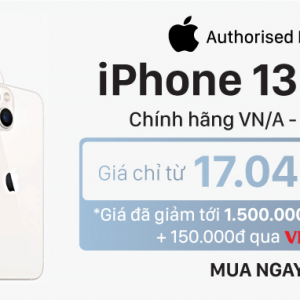 Authorised
iPhone 13
Chính hãng VN/A -
Giá chỉ từ 17.04
*Giá đã giảm tới 1.500.000
+ 150.000đ qua
MUA NGAY